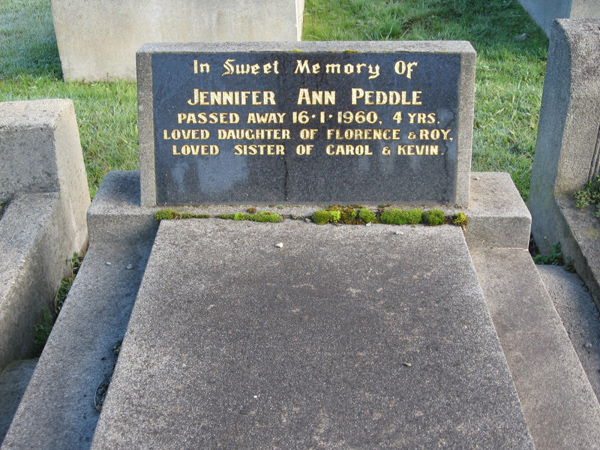 In Sweet Memory Of
JENNIFER ANN PEDDLE
PASSED AWAY 16·1·1960, 4 YRS.
LOVED DAUGHTER OF FLORENCE & ROY,
LOVED SISTER OF CAROL & KEVIN.